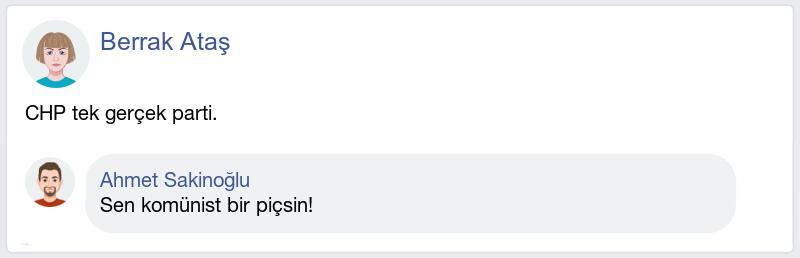 Berrak Ataş
CHP tek gerçek parti.
Ahmet Sakinoğlu
Sen komünist bir piçsin!